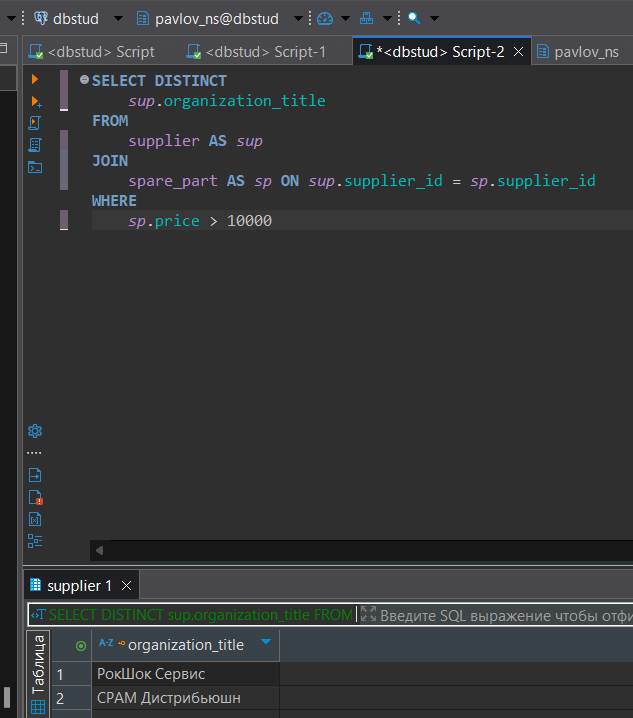 dbstud pavlov_ns@dbstud
<dbstud> Script <dbstud> Script-1 *<dbstud> Script-2 pavlov_ns
SELECT DISTINCT
sup.organization_title
FROM
supplier AS sup
JOIN
spare_part AS sp ON sup.supplier_id = sp.supplier_id
WHERE
sp.price > 10000
supplier 1
SELECT DISTINCT sup.organization_title FROM Введите SQL выражение чтобы отфи
Таблица
A-Z organization_title
1 РокШок Сервис
2 СРАМ Дистрибьюшн